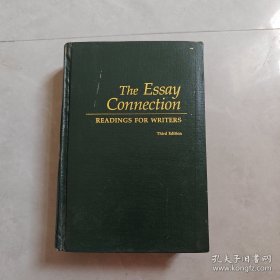 The Essay
Connection
READINGS FOR WRITERS
Third Edition
孔夫子旧书网